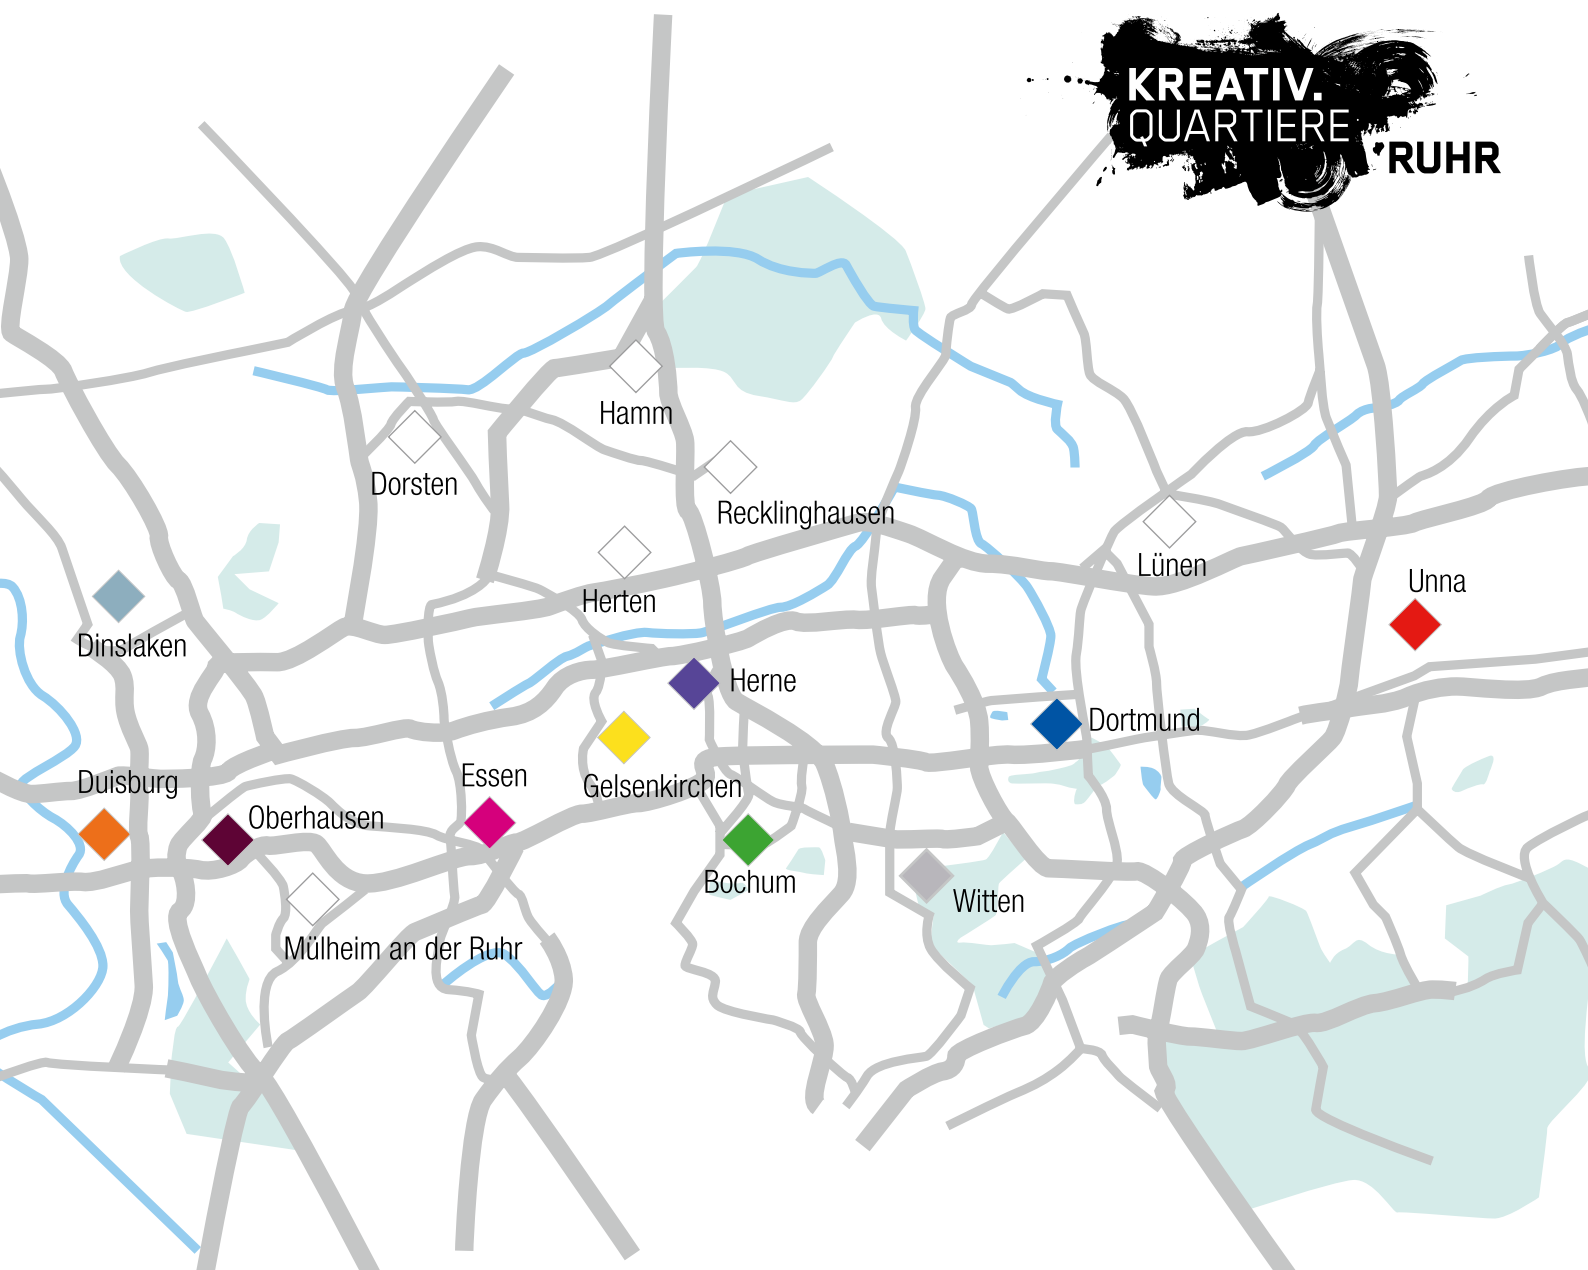 KREATIV.
QUARTIERE
RUHR
Hamm
Dorsten
Recklinghausen
Lünen
Unna
Herten
Dinslaken
Herne
Dortmund
Duisburg
Essen
Gelsenkirchen
Oberhausen
Bochum
Witten
Mülheim an der Ruhr